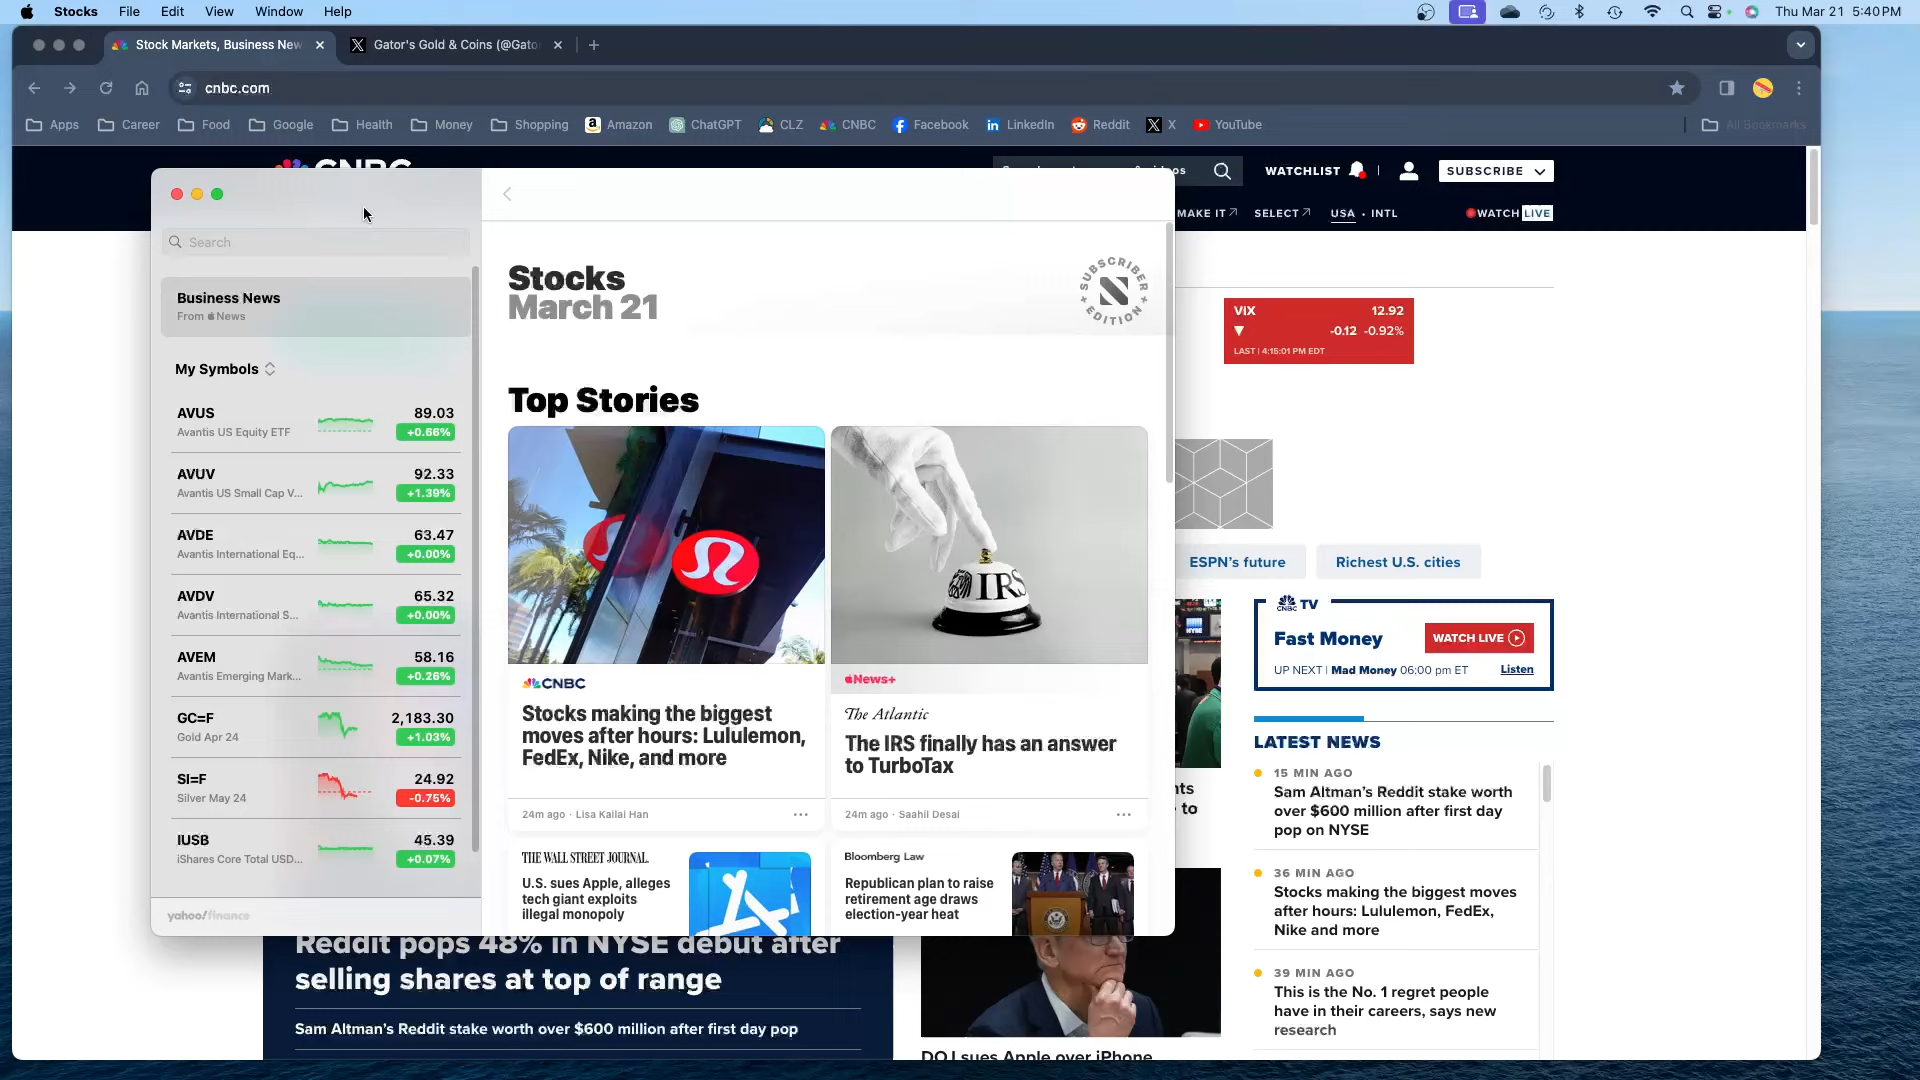 Stocks File Edit View Window Help Thu Mar 21 5:40 PM
Stock Markets, Business New Gator's Gold & Coins (@Gato
cnbc.com
Apps Career Food Google Health Money Shopping Amazon ChatGPT CLZ CNBC Facebook LinkedIn Reddit X YouTube All Bookmarks
CNBC
WATCHLIST SUBSCRIBE
MAKE IT SELECT USA • INTL WATCH LIVE
Search
Business News
From News
My Symbols
AVUS 89.03
Avantis US Equity ETF +0.66%
AVUV 92.33
Avantis US Small Cap V... +1.39%
AVDE 63.47
Avantis International Eq... +0.00%
AVDV 65.32
Avantis International S... +0.00%
AVEM 58.16
Avantis Emerging Mark... +0.26%
GC=F 2,183.30
Gold Apr 24 +1.03%
SI=F 24.92
Silver May 24 -0.75%
IUSB 45.39
iShares Core Total USD... +0.07%
yahoo!finance
Stocks
March 21
SUBSCRIBER EDITION
Top Stories
IRS
CNBC
Stocks making the biggest
moves after hours: Lululemon,
FedEx, Nike, and more
24m ago · Lisa Kailai Han
News+
The Atlantic
The IRS finally has an answer
to TurboTax
24m ago · Saahil Desai
THE WALL STREET JOURNAL.
U.S. sues Apple, alleges
tech giant exploits
illegal monopoly
Bloomberg Law
Republican plan to raise
retirement age draws
election-year heat
VIX 12.92
-0.12 -0.92%
LAST | 4:15:01 PM EDT
ESPN's future Richest U.S. cities
NYSE
nts
to
CNBC TV
Fast Money WATCH LIVE
UP NEXT | Mad Money 06:00 pm ET Listen
LATEST NEWS
15 MIN AGO
Sam Altman's Reddit stake worth
over $600 million after first day
pop on NYSE
36 MIN AGO
Stocks making the biggest moves
after hours: Lululemon, FedEx,
Nike and more
39 MIN AGO
This is the No. 1 regret people
have in their careers, says new
research
Reddit pops 48% in NYSE debut after
selling shares at top of range
Sam Altman's Reddit stake worth over $600 million after first day pop
DOJ sues Apple over iPhone